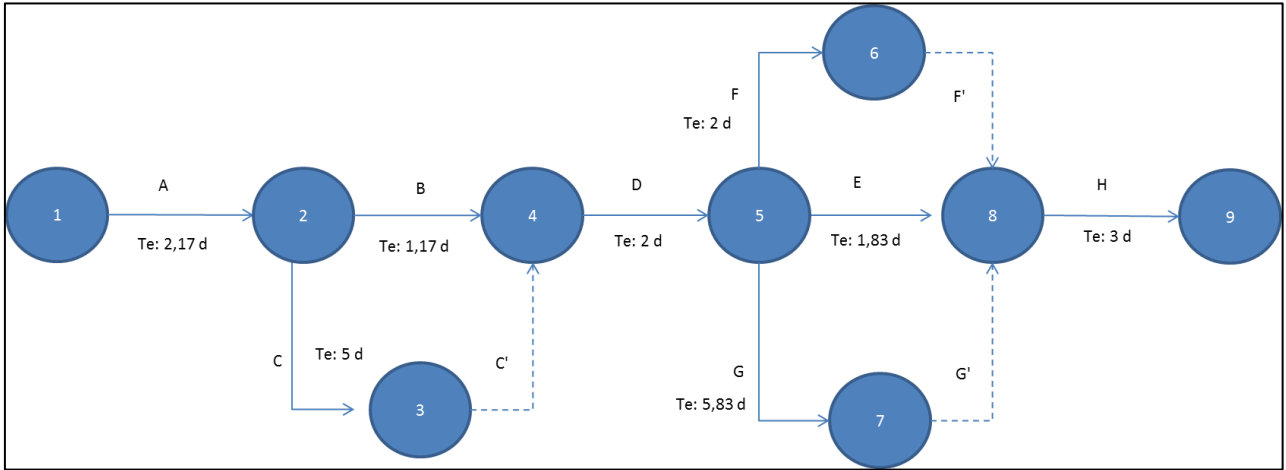 6
F
F'
Te: 2 d
A
B
D
E
H
1
2
4
5
8
9
Te: 2,17 d
Te: 1,17 d
Te: 2 d
Te: 1,83 d
Te: 3 d
C
Te: 5 d
C'
G
G'
Te: 5,83 d
3
7